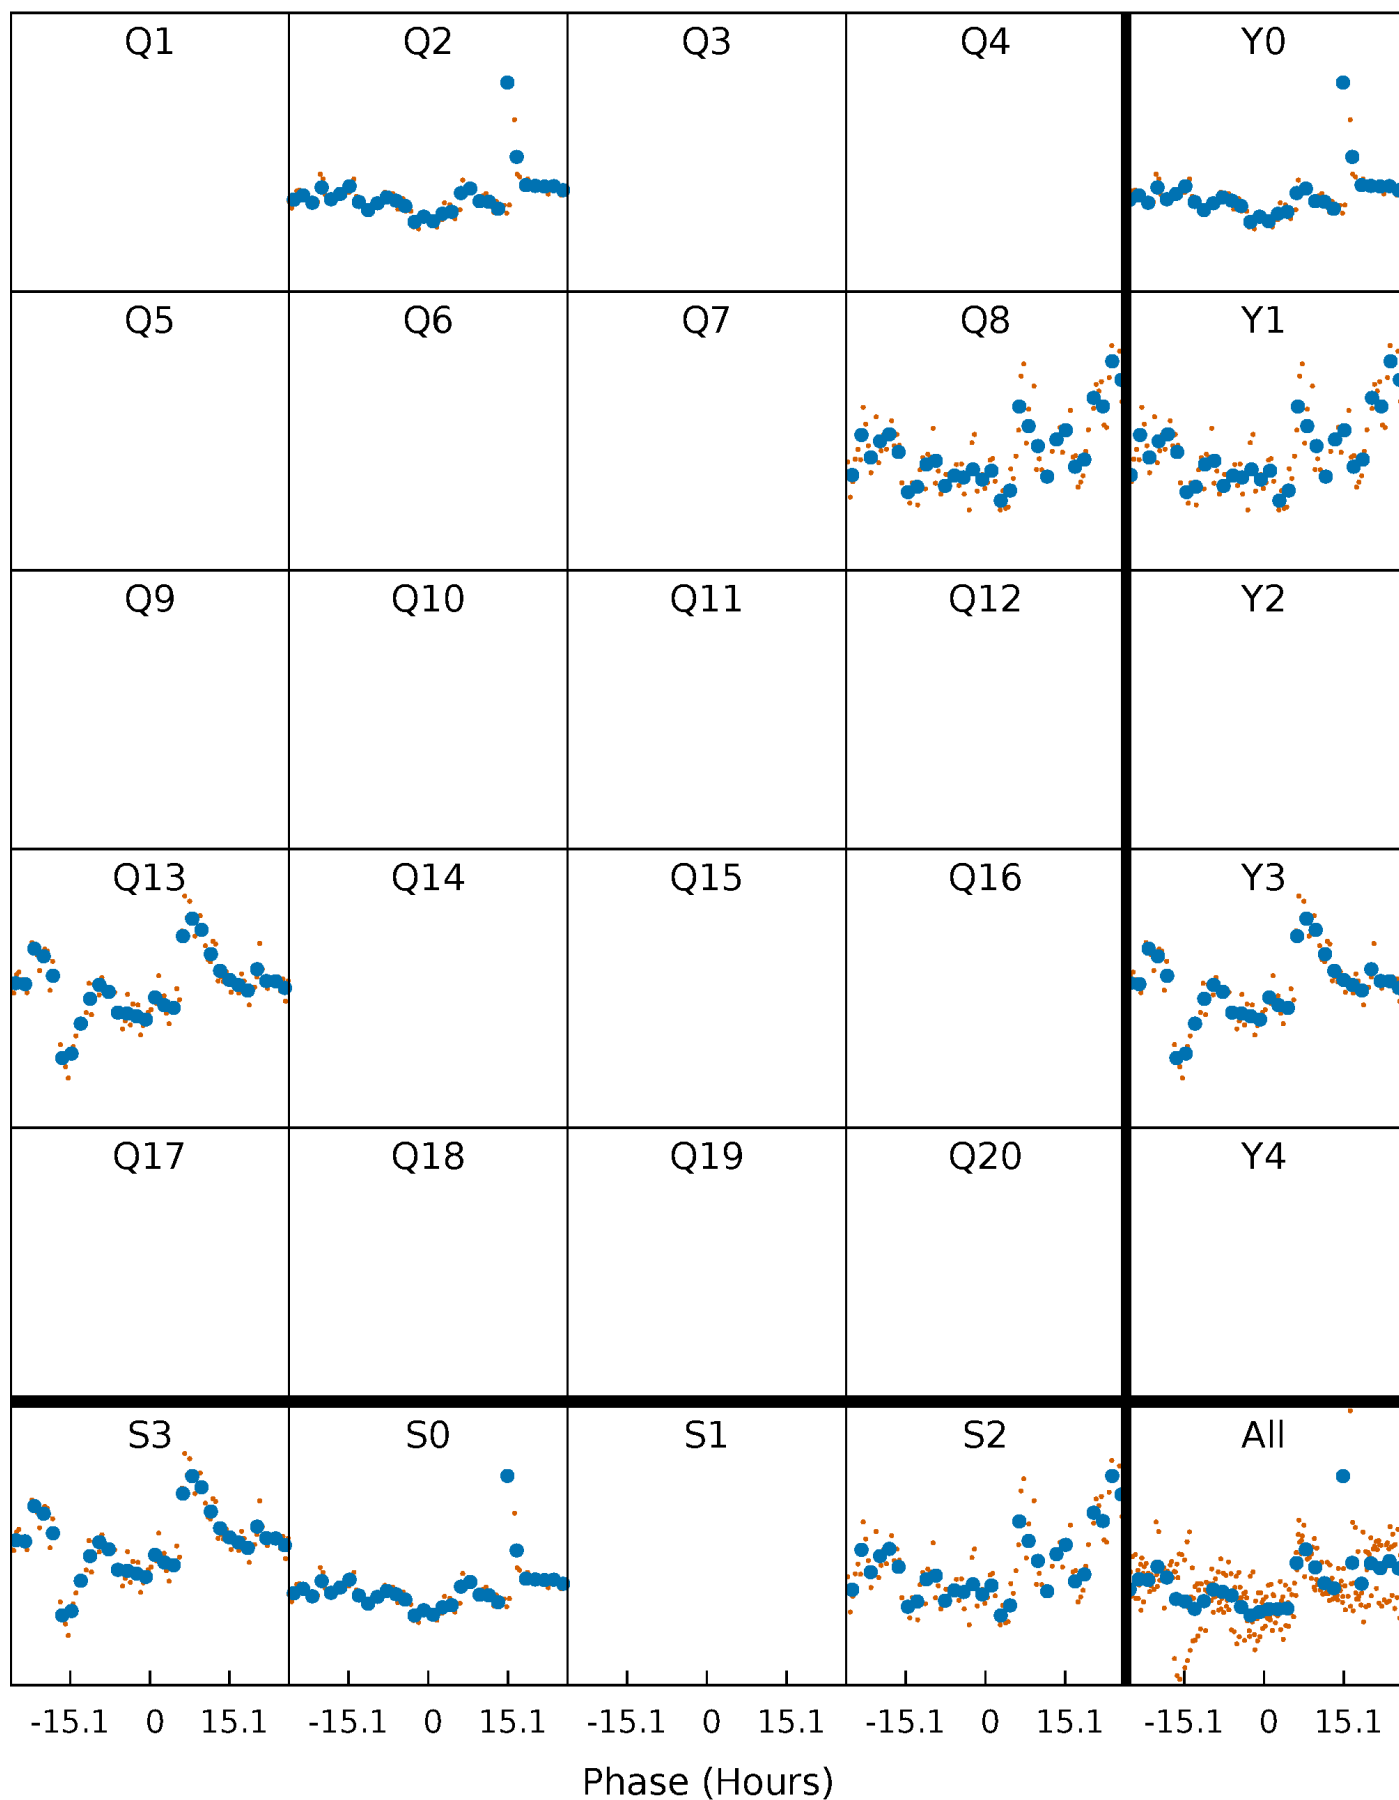 Q1 Q2 Q3 Q4 Y0
Q5 Q6 Q7 Q8 Y1
Q9 Q10 Q11 Q12 Y2
Q13 Q14 Q15 Q16 Y3
Q17 Q18 Q19 Q20 Y4
S3 S0 S1 S2 All
-15.1 0 15.1 -15.1 0 15.1 -15.1 0 15.1 -15.1 0 15.1 -15.1 0 15.1
Phase (Hours)